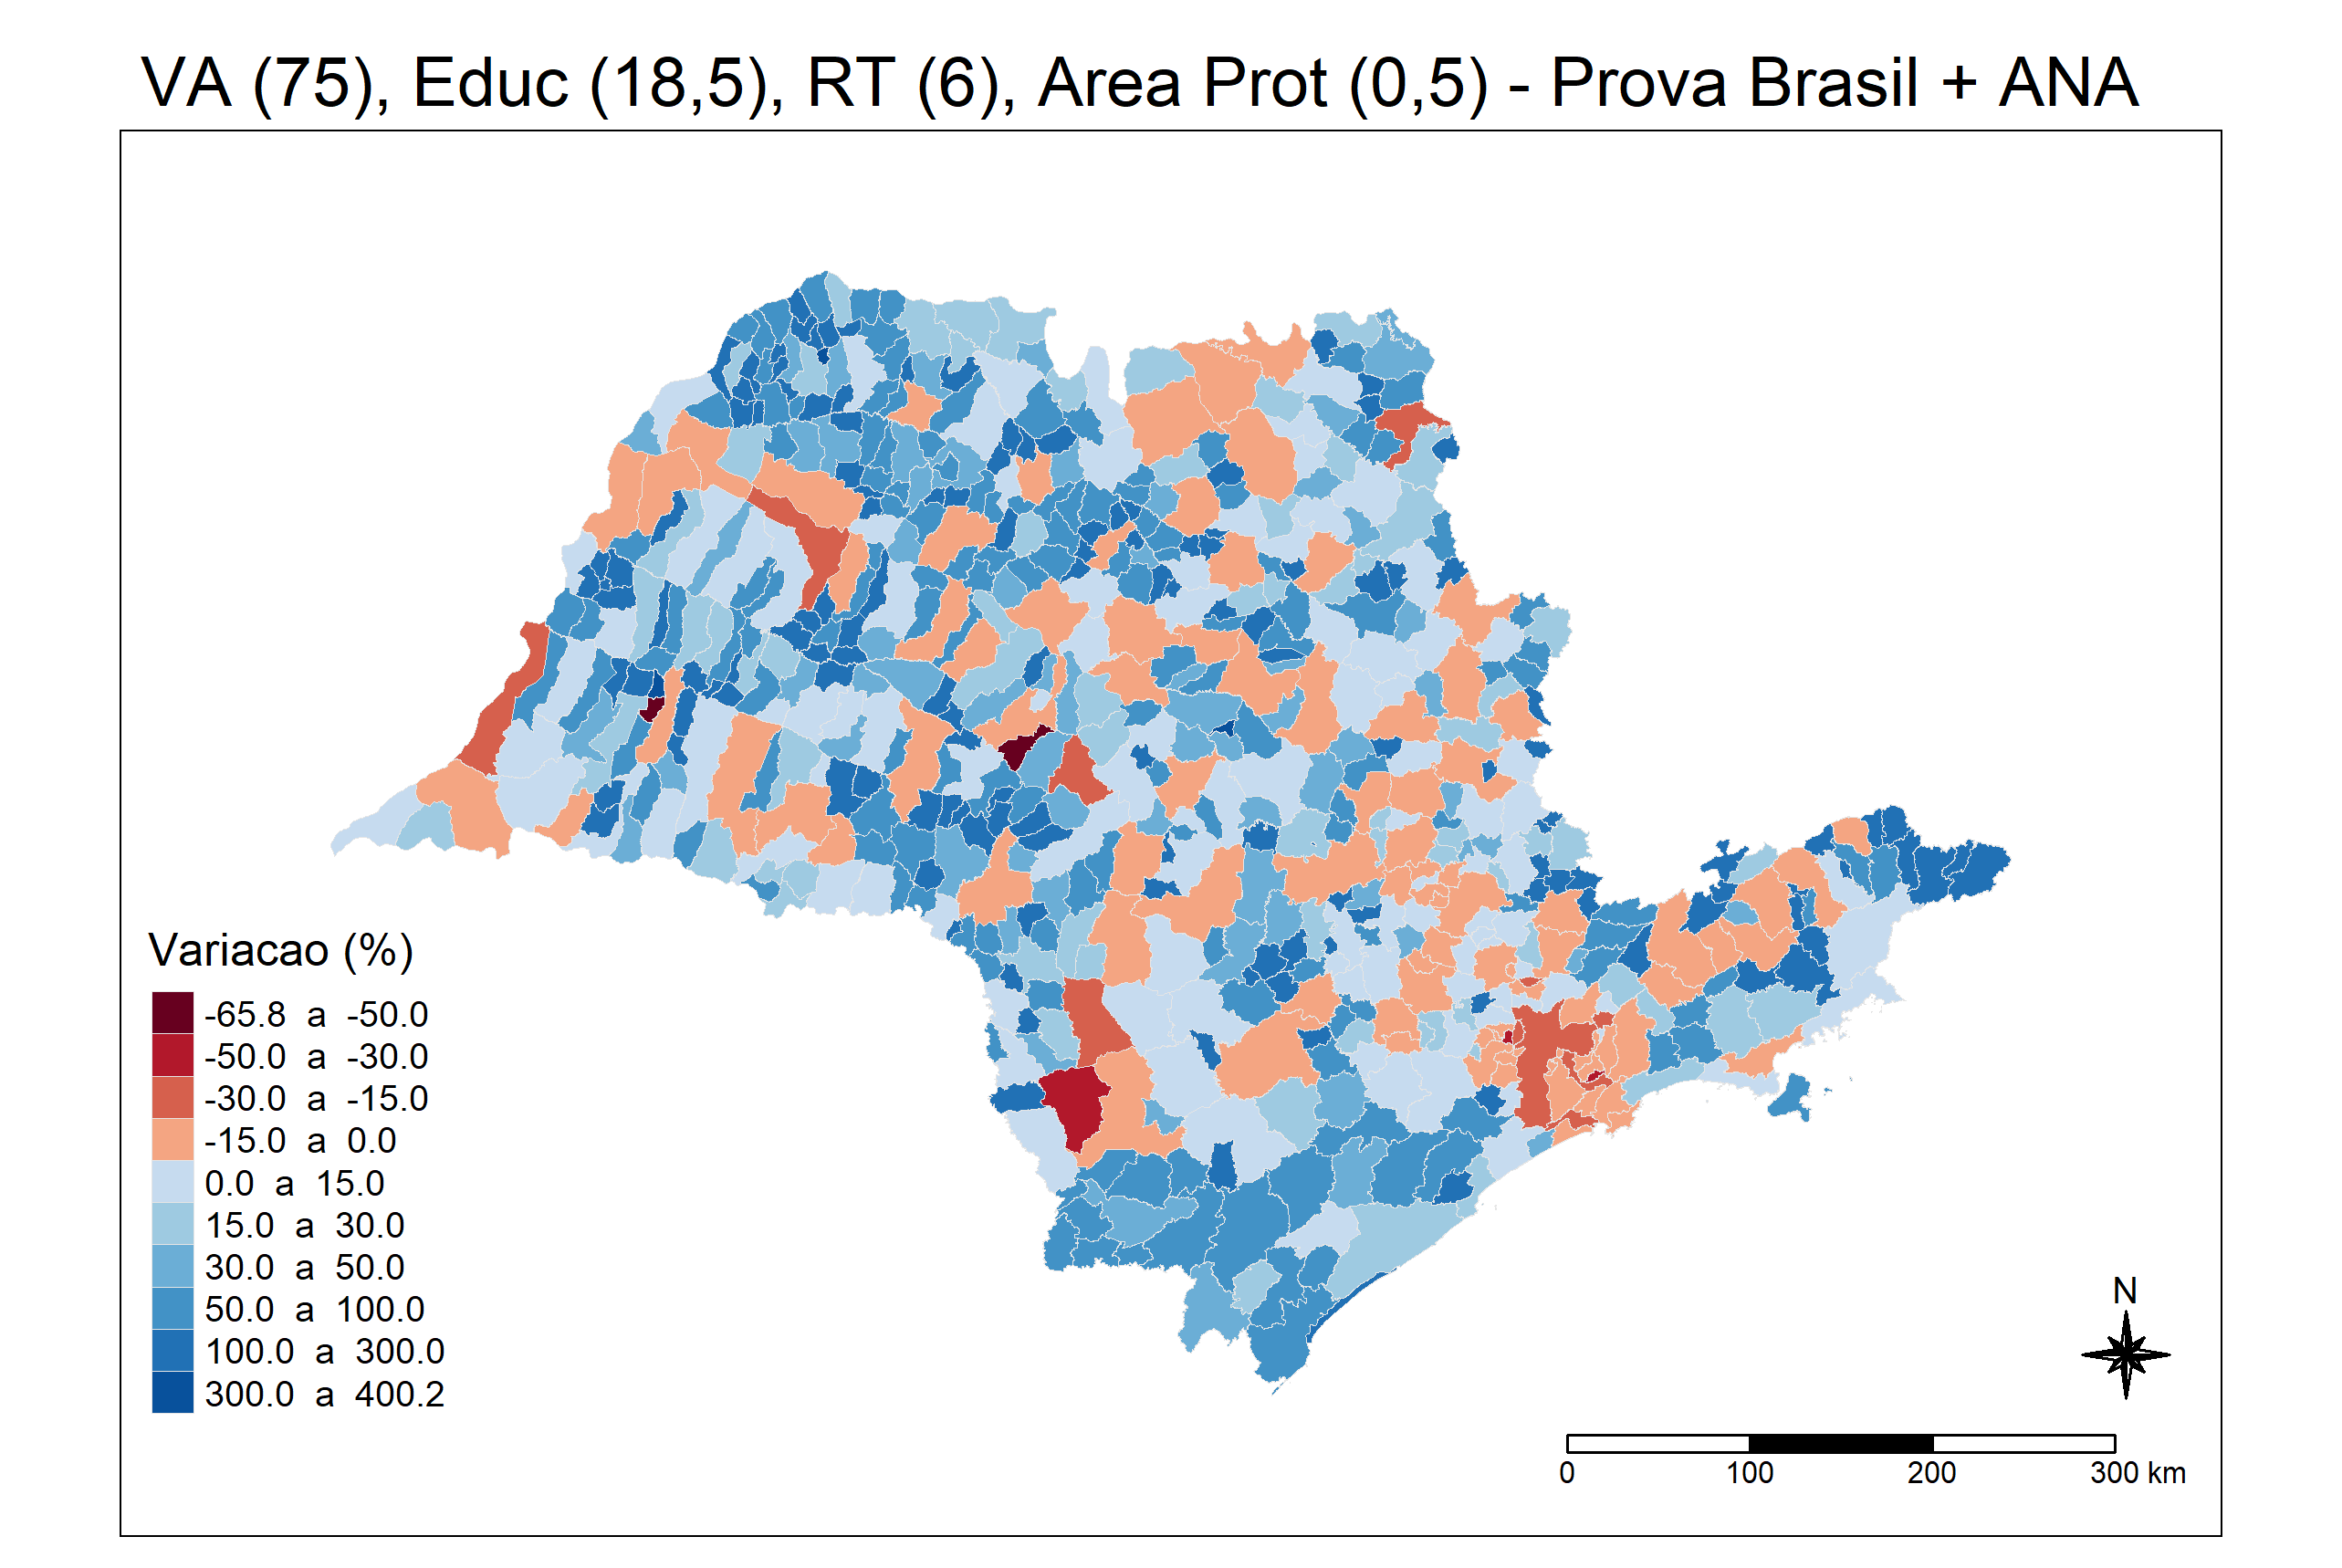 VA (75), Educ (18,5), RT (6), Area Prot (0,5) - Prova Brasil + ANA
Variacao (%)
-65.8 a -50.0
-50.0 a -30.0
-30.0 a -15.0
-15.0 a 0.0
0.0 a 15.0
15.0 a 30.0
30.0 a 50.0
50.0 a 100.0
100.0 a 300.0
300.0 a 400.2
N
0 100 200 300 km